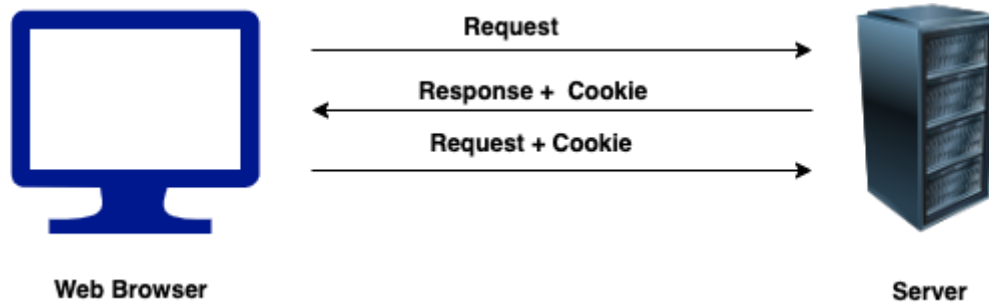 Request
Response + Cookie
Request + Cookie
Web Browser
Server